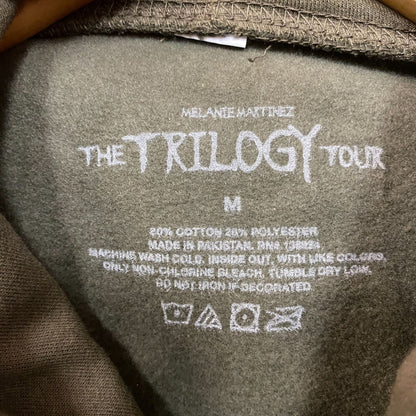 MELANIE MARTINEZ
THE TRILOGY TOUR
M
80% COTTON 20% POLYESTER
MADE IN PAKISTAN. RN# 138924
MACHINE WASH COLD. INSIDE OUT, WITH LIKE COLORS,
ONLY NON-CHLORINE BLEACH. TUMBLE DRY LOW.
DO NOT IRON IF DECORATED.